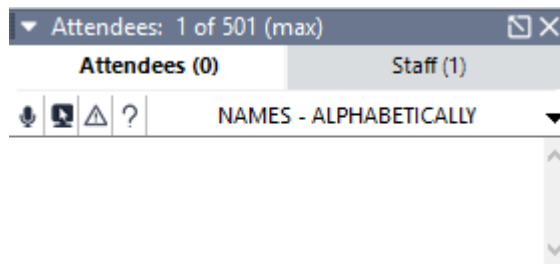 Attendees: 1 of 501 (max)
Attendees (0) Staff (1)
? NAMES - ALPHABETICALLY